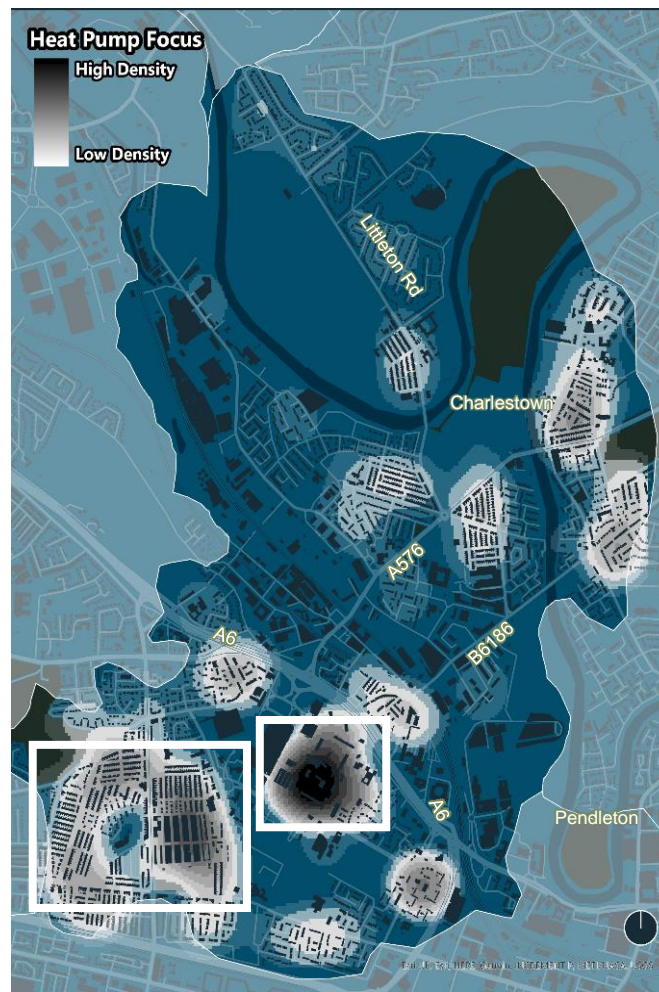 Heat Pump Focus
High Density
Low Density
Littleton Rd
Charlestown
A576
A6
B6186
A6
Pendleton